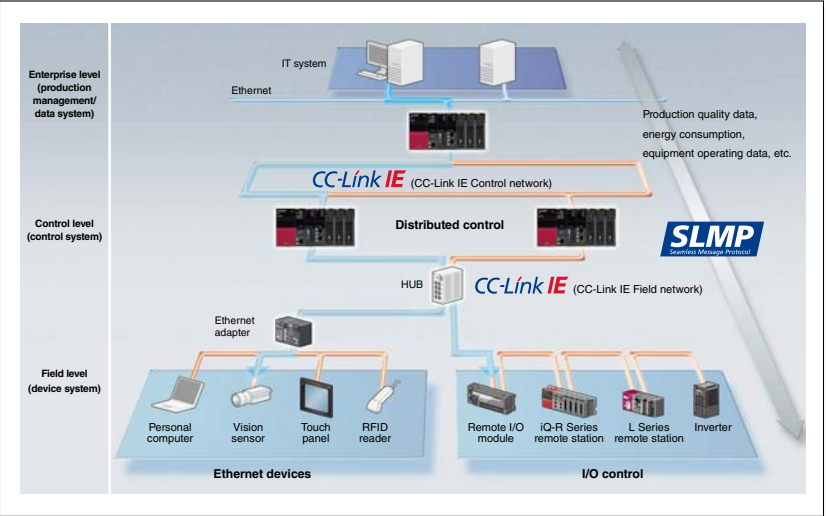 Enterprise level
(production
management/
data system)
IT system
Ethernet
Production quality data,
energy consumption,
equipment operating data, etc.
CC-Link IE (CC-Link IE Control network)
Control level
(control system)
Distributed control
SLMP
Seamless Message Protocol
HUB
CC-Link IE (CC-Link IE Field network)
Ethernet
adapter
Field level
(device system)
Personal
computer
Vision
sensor
Touch
panel
RFID
reader
Remote I/O
module
iQ-R Series
remote station
L Series
remote station
Inverter
Ethernet devices
I/O control